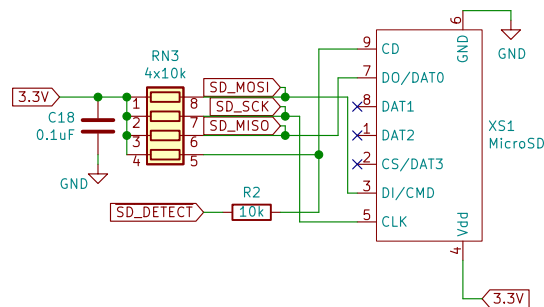 6
GND
GND
RN3
4x10k
9
CD
SD_MOSI
7
DO/DAT0
3.3V
1
8
SD_SCK
8
DAT1
C18
0.1uF
2
7
SD_MISO
1
DAT2
XS1
MicroSD
3
6
4
5
2
CS/DAT3
GND
R2
3
DI/CMD
SD_DETECT
10k
5
CLK
Vdd
4
3.3V